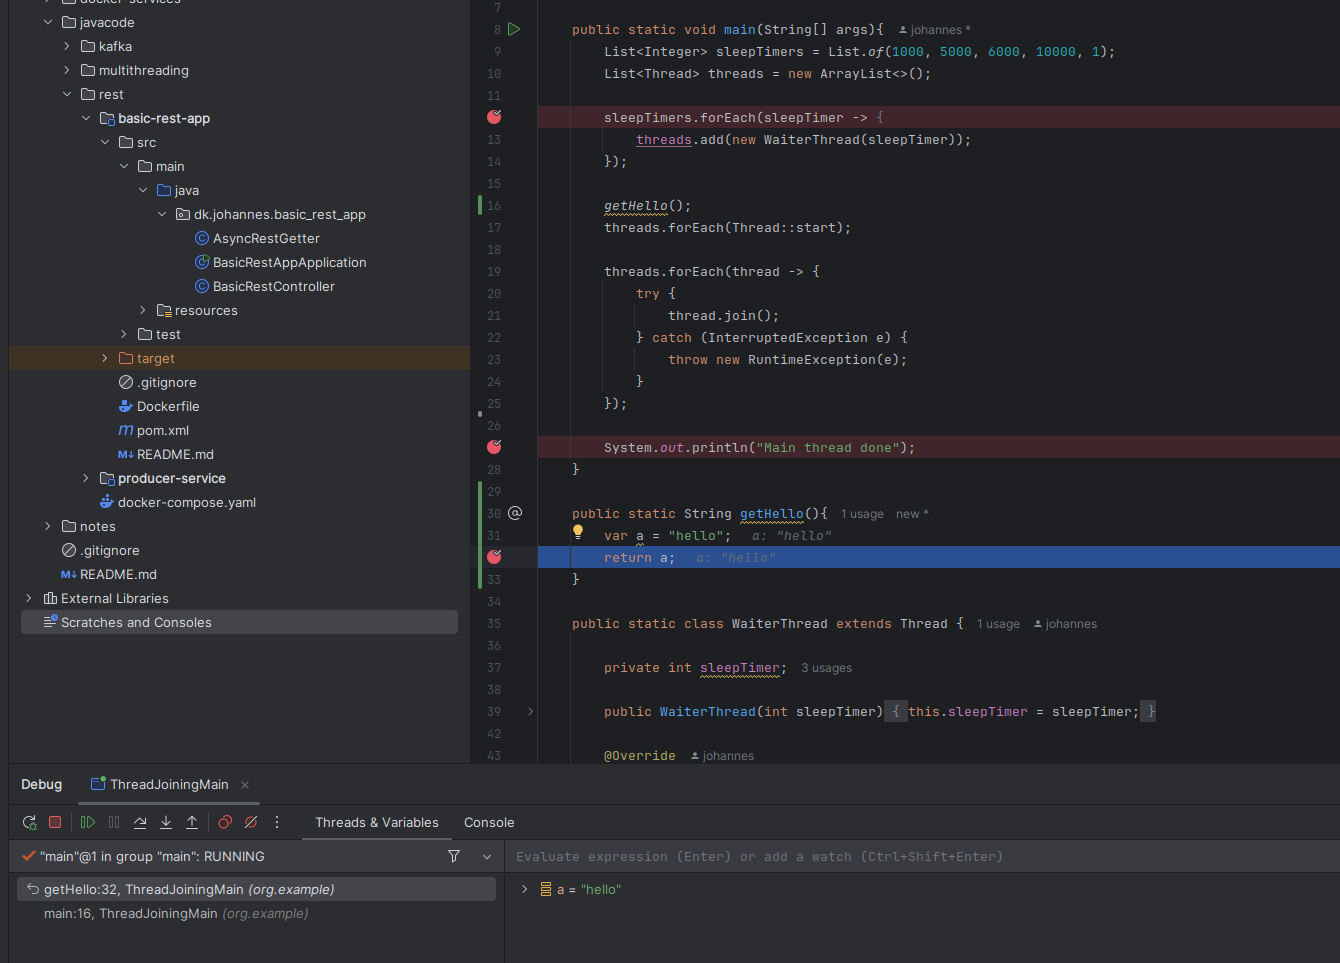 docker-services
javacode
kafka
multithreading
rest
basic-rest-app
src
main
java
dk.johannes.basic_rest_app
AsyncRestGetter
BasicRestAppApplication
BasicRestController
resources
test
target
.gitignore
Dockerfile
pom.xml
README.md
producer-service
docker-compose.yaml
notes
.gitignore
README.md
External Libraries
Scratches and Consoles
7
8 public static void main(String[] args){ johannes *
9 List<Integer> sleepTimers = List.of(1000, 5000, 6000, 10000, 1);
10 List<Thread> threads = new ArrayList<>();
11
sleepTimers.forEach(sleepTimer -> {
13 threads.add(new WaiterThread(sleepTimer));
14 });
15
16 getHello();
17 threads.forEach(Thread::start);
18
19 threads.forEach(thread -> {
20 try {
21 thread.join();
22 } catch (InterruptedException e) {
23 throw new RuntimeException(e);
24 }
25 });
26
System.out.println("Main thread done");
28 }
29
30 @ public static String getHello(){ 1 usage new *
31 var a = "hello"; a: "hello"
return a; a: "hello"
33 }
34
35 public static class WaiterThread extends Thread { 1 usage johannes
36
37 private int sleepTimer; 3 usages
38
39 public WaiterThread(int sleepTimer) { this.sleepTimer = sleepTimer; }
42
43 @Override johannes
Debug ThreadJoiningMain
Threads & Variables Console
"main"@1 in group "main": RUNNING
Evaluate expression (Enter) or add a watch (Ctrl+Shift+Enter)
getHello:32, ThreadJoiningMain (org.example)
main:16, ThreadJoiningMain (org.example)
a = "hello"